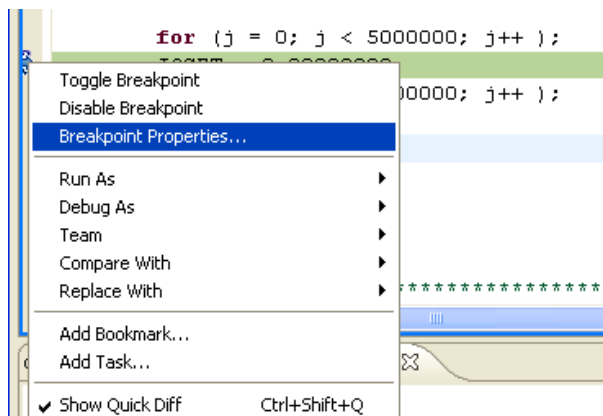 for (j = 0; j < 5000000; j++ );
Toggle Breakpoint
00000; j++ );
Disable Breakpoint
Breakpoint Properties...
Run As
Debug As
Team
Compare With
Replace With
*****************
Add Bookmark...
Add Task...
✔ Show Quick Diff Ctrl+Shift+Q